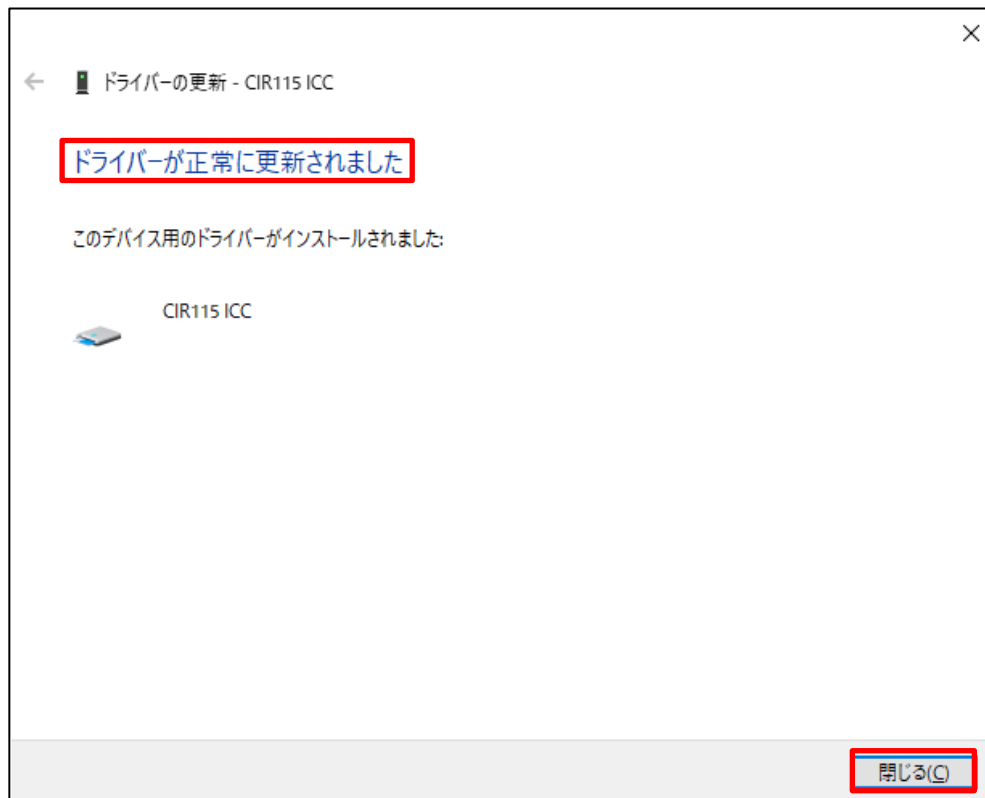 ドライバーの更新 - CIR115 ICC
ドライバーが正常に更新されました
このデバイス用のドライバーがインストールされました:
CIR115 ICC
閉じる(C)